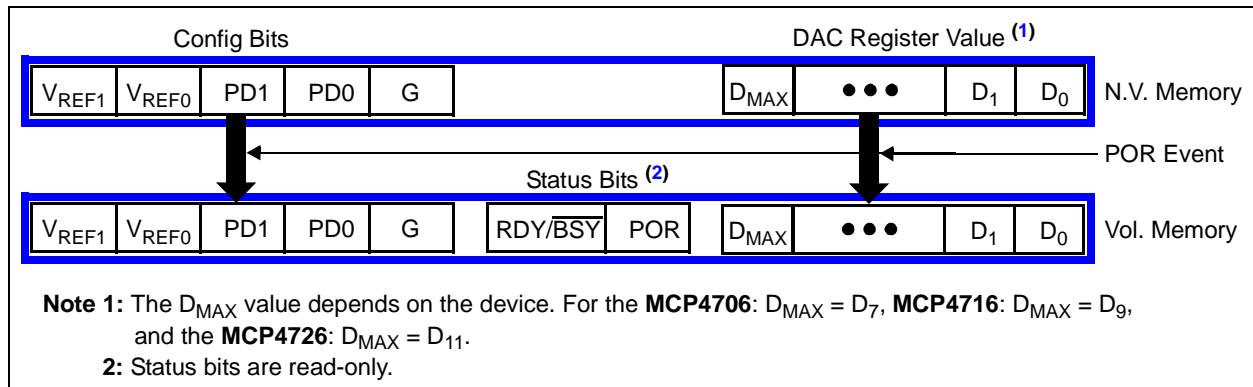 Config Bits DAC Register Value (1)
VREF1 VREF0 PD1 PD0 G DMAX ••• D1 D0 N.V. Memory
POR Event
Status Bits (2)
VREF1 VREF0 PD1 PD0 G RDY/BSY POR DMAX ••• D1 D0 Vol. Memory
Note 1: The DMAX value depends on the device. For the MCP4706: DMAX = D7, MCP4716: DMAX = D9,
and the MCP4726: DMAX = D11.
2: Status bits are read-only.